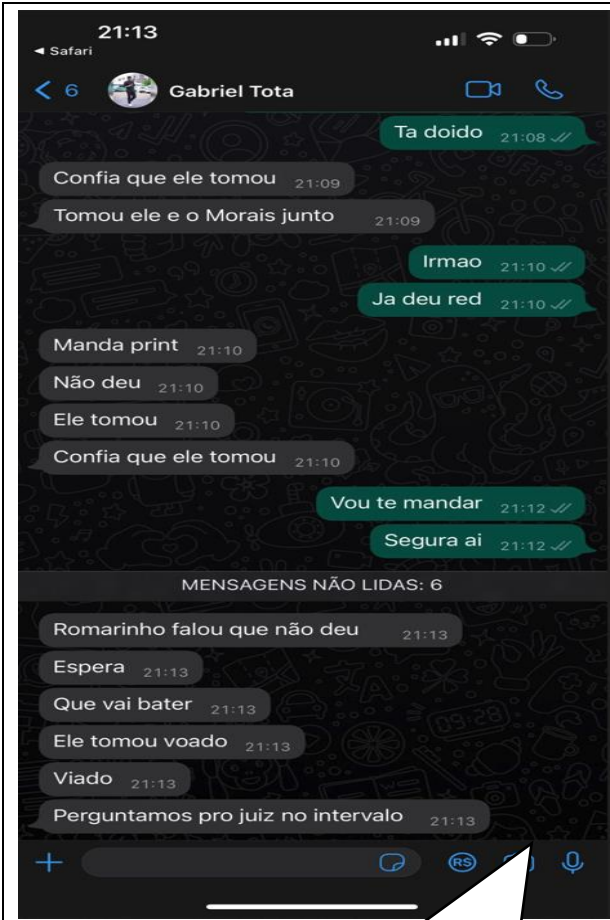 21:13
◄ Safari
6 Gabriel Tota
Ta doido 21:08
Confia que ele tomou 21:09
Tomou ele e o Morais junto 21:09
Irmao 21:10
Ja deu red 21:10
Manda print 21:10
Não deu 21:10
Ele tomou 21:10
Confia que ele tomou 21:10
Vou te mandar 21:12
Segura ai 21:12
MENSAGENS NÃO LIDAS: 6
Romarinho falou que não deu 21:13
Espera 21:13
Que vai bater 21:13
Ele tomou voado 21:13
Viado 21:13
Perguntamos pro juiz no intervalo 21:13
R$